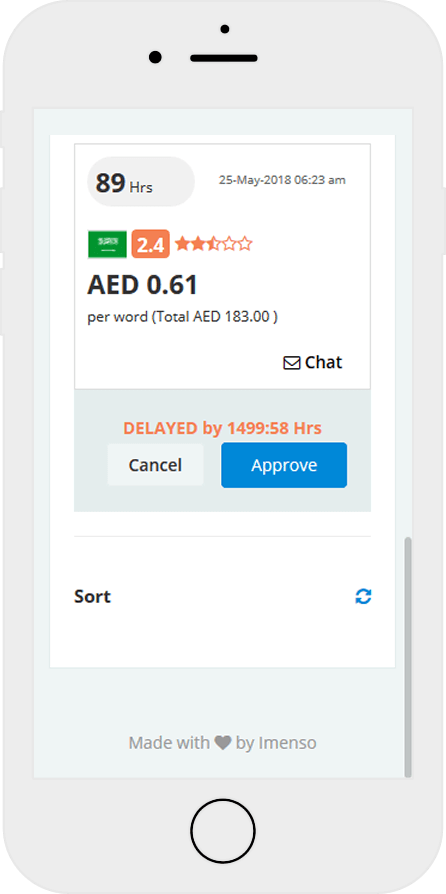 89 Hrs
25-May-2018 06:23 am
2.4
AED 0.61
per word (Total AED 183.00 )
Chat
DELAYED by 1499:58 Hrs
Cancel
Approve
Sort
Made with by Imenso